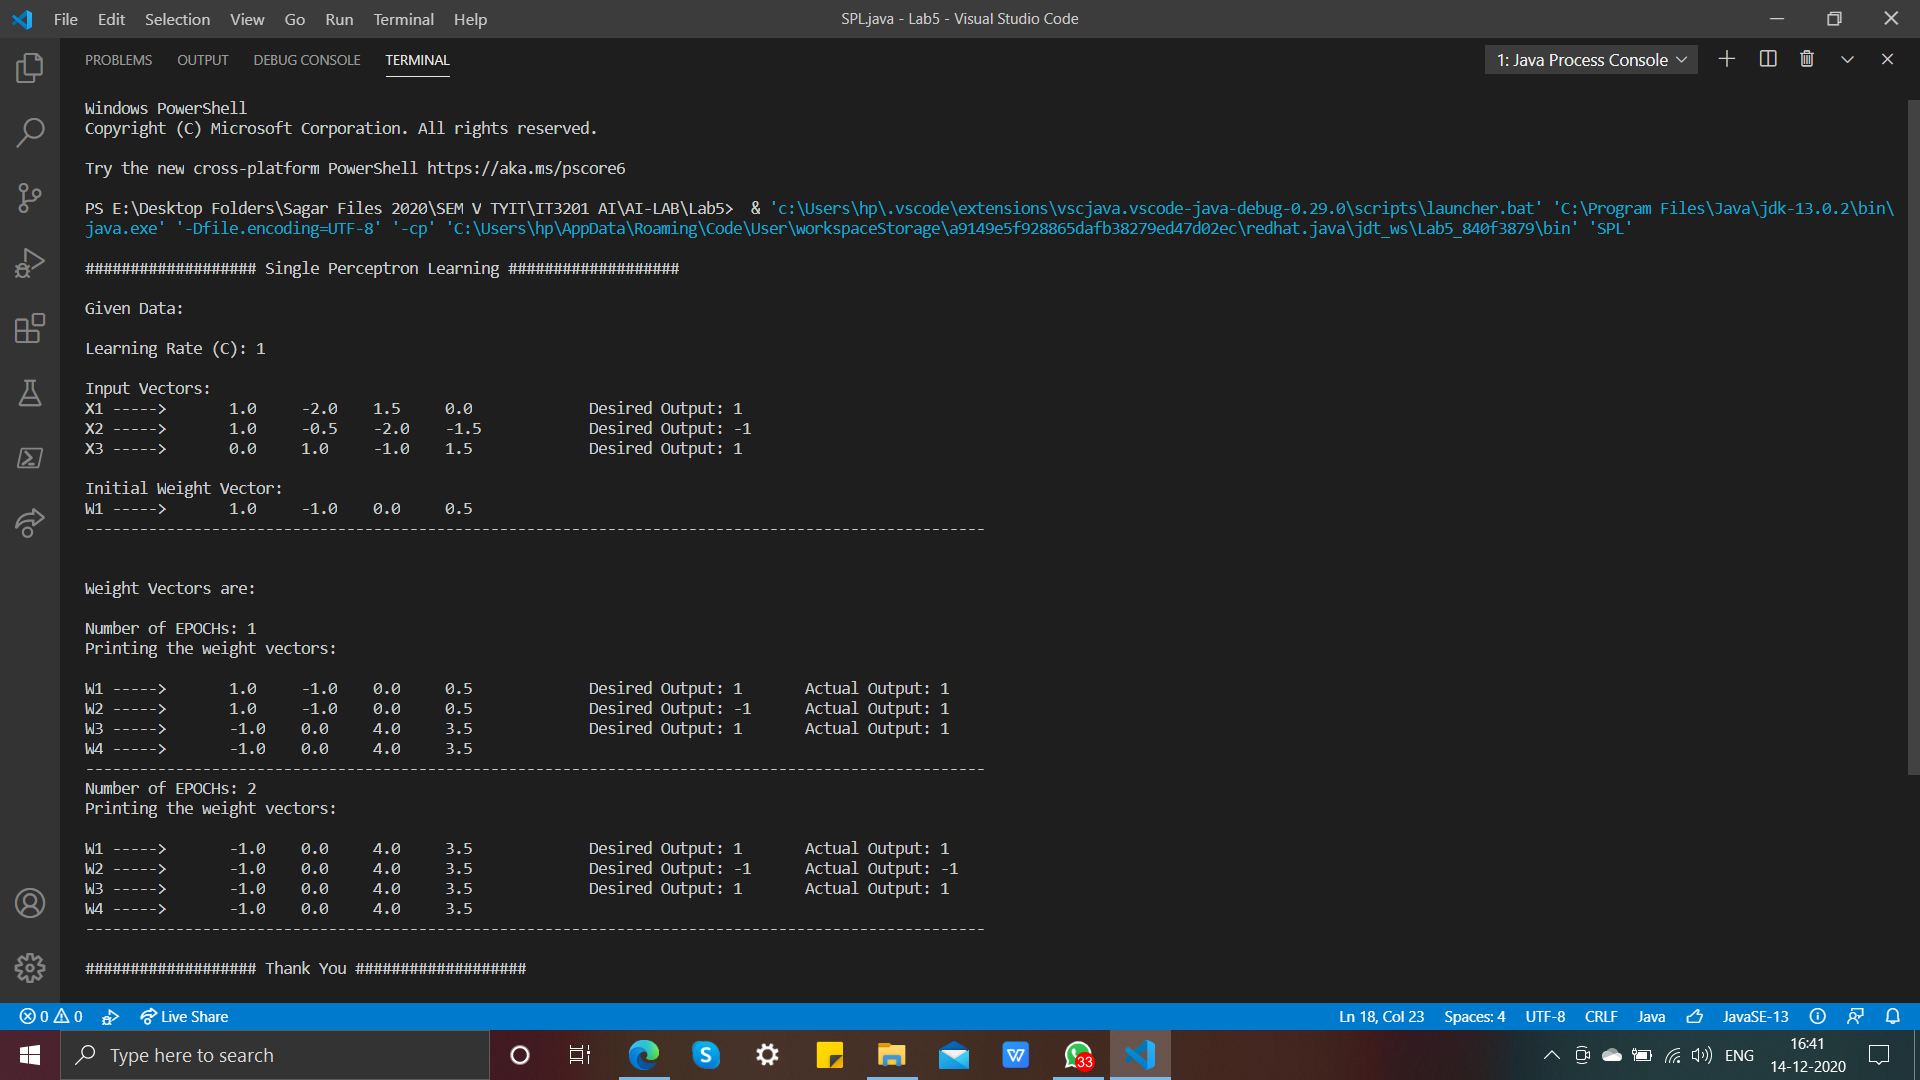 File Edit Selection View Go Run Terminal Help
SPL.java - Lab5 - Visual Studio Code
PROBLEMS OUTPUT DEBUG CONSOLE TERMINAL
1: Java Process Console
Windows PowerShell
Copyright (C) Microsoft Corporation. All rights reserved.
Try the new cross-platform PowerShell https://aka.ms/pscore6
PS E:\Desktop Folders\Sagar Files 2020\SEM V TYIT\IT3201 AI\AI-LAB\Lab5>  & 'c:\Users\hp\.vscode\extensions\vscjava.vscode-java-debug-0.29.0\scripts\launcher.bat' 'C:\Program Files\Java\jdk-13.0.2\bin\
java.exe' '-Dfile.encoding=UTF-8' '-cp' 'C:\Users\hp\AppData\Roaming\Code\User\workspaceStorage\a9149e5f928865dafb38279ed47d02ec\redhat.java\jdt_ws\Lab5_840f3879\bin' 'SPL'
################### Single Perceptron Learning ###################
Given Data:
Learning Rate (C): 1
Input Vectors:
X1 -----> 1.0 -2.0 1.5 0.0 Desired Output: 1
X2 -----> 1.0 -0.5 -2.0 -1.5 Desired Output: -1
X3 -----> 0.0 1.0 -1.0 1.5 Desired Output: 1
Initial Weight Vector:
W1 -----> 1.0 -1.0 0.0 0.5
----------------------------------------------------------------------------------------------------
Weight Vectors are:
Number of EPOCHs: 1
Printing the weight vectors:
W1 -----> 1.0 -1.0 0.0 0.5 Desired Output: 1 Actual Output: 1
W2 -----> 1.0 -1.0 0.0 0.5 Desired Output: -1 Actual Output: 1
W3 -----> -1.0 0.0 4.0 3.5 Desired Output: 1 Actual Output: 1
W4 -----> -1.0 0.0 4.0 3.5
----------------------------------------------------------------------------------------------------
Number of EPOCHs: 2
Printing the weight vectors:
W1 -----> -1.0 0.0 4.0 3.5 Desired Output: 1 Actual Output: 1
W2 -----> -1.0 0.0 4.0 3.5 Desired Output: -1 Actual Output: -1
W3 -----> -1.0 0.0 4.0 3.5 Desired Output: 1 Actual Output: 1
W4 -----> -1.0 0.0 4.0 3.5
----------------------------------------------------------------------------------------------------
################### Thank You ###################
0 0 Live Share Ln 18, Col 23 Spaces: 4 UTF-8 CRLF Java JavaSE-13
Type here to search
S
W
33
ENG
16:41
14-12-2020